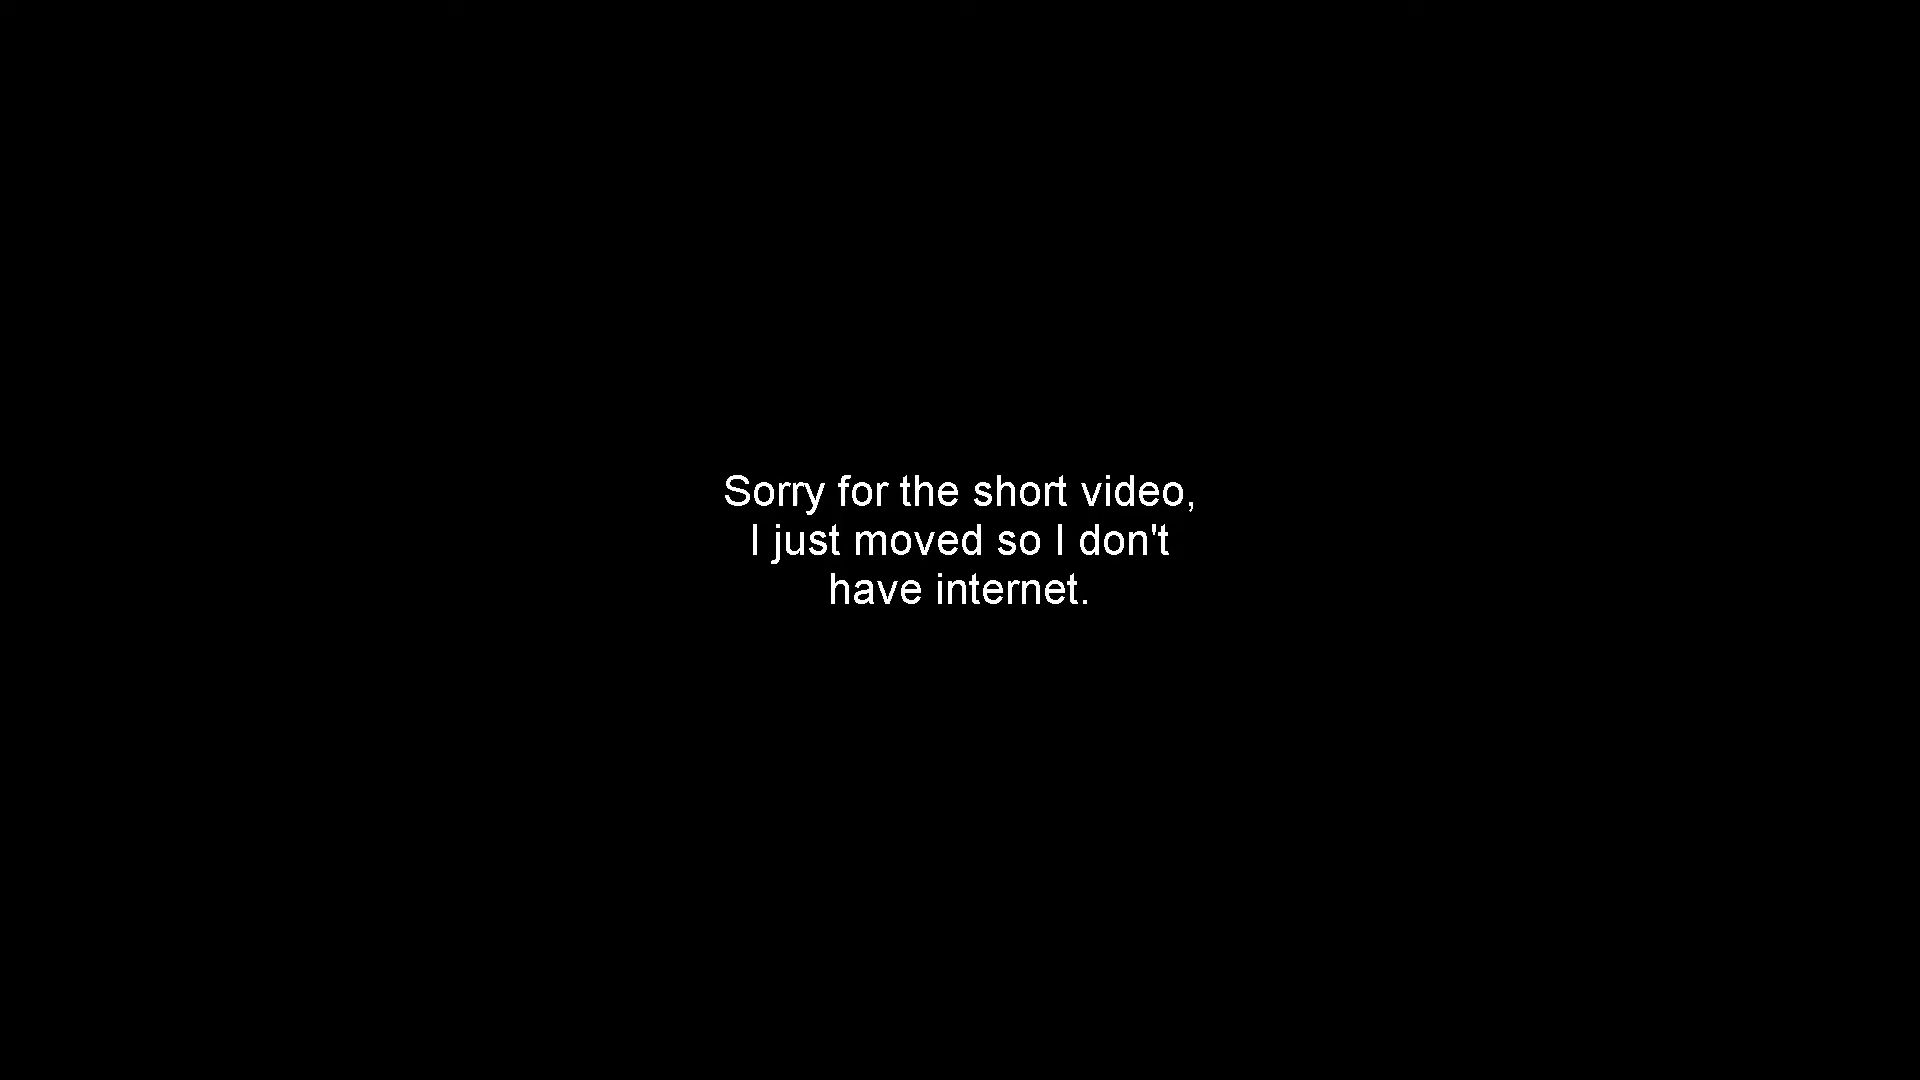 Sorry for the short video,
I just moved so I don't
have internet.